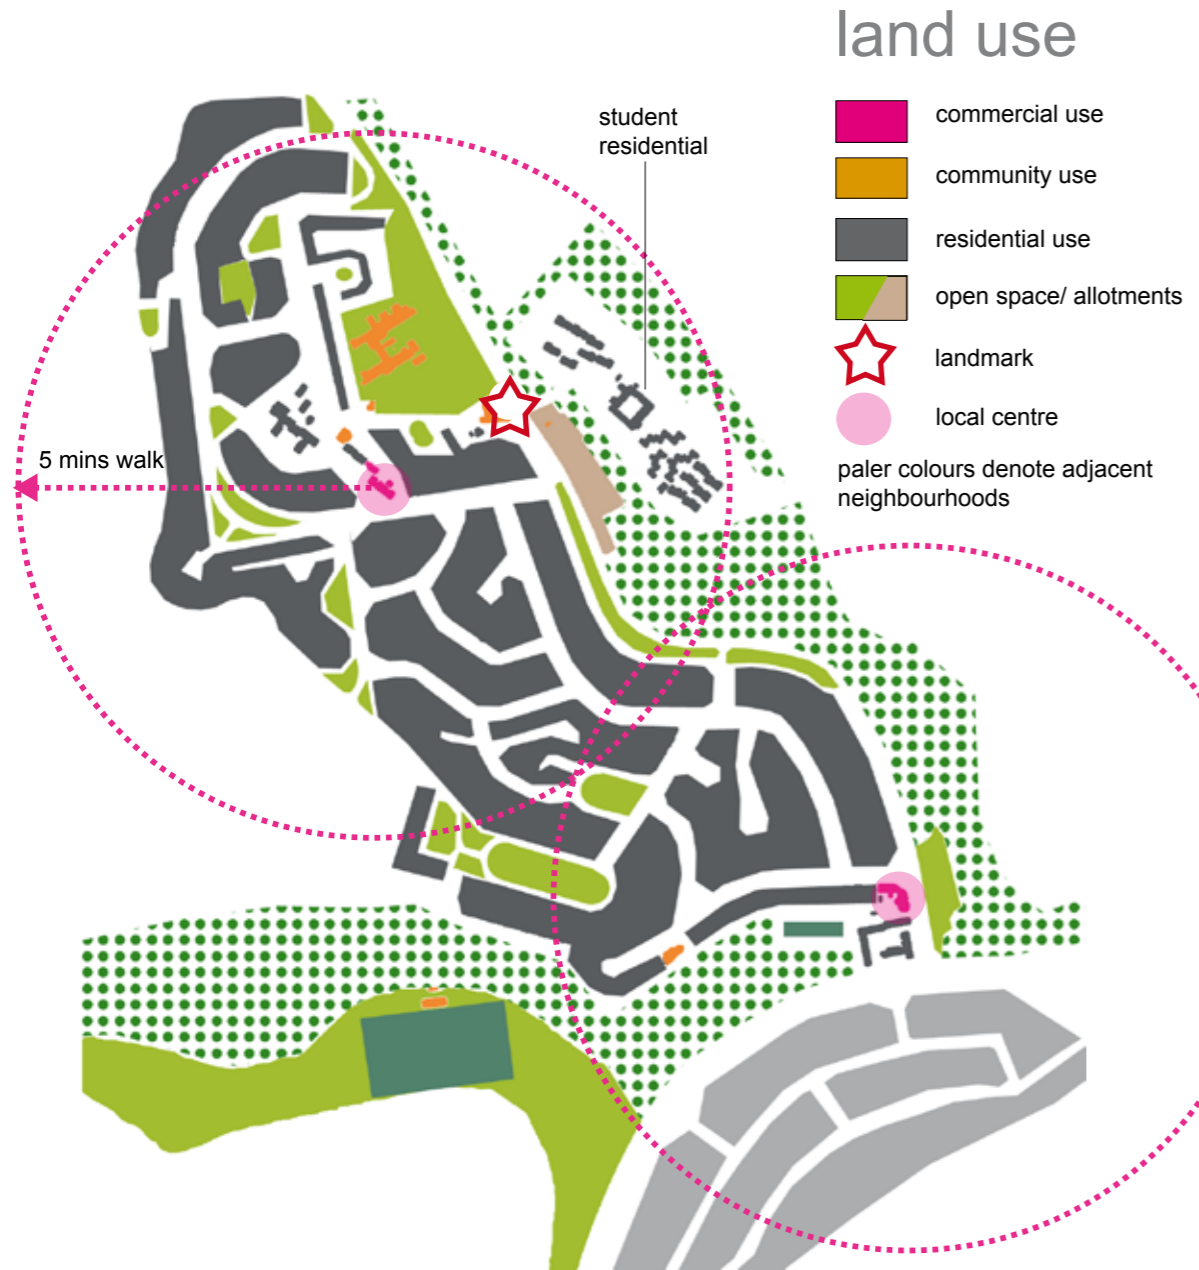 land use
commercial use
community use
residential use
open space/ allotments
landmark
local centre
paler colours denote adjacent
neighbourhoods
student
residential
5 mins walk